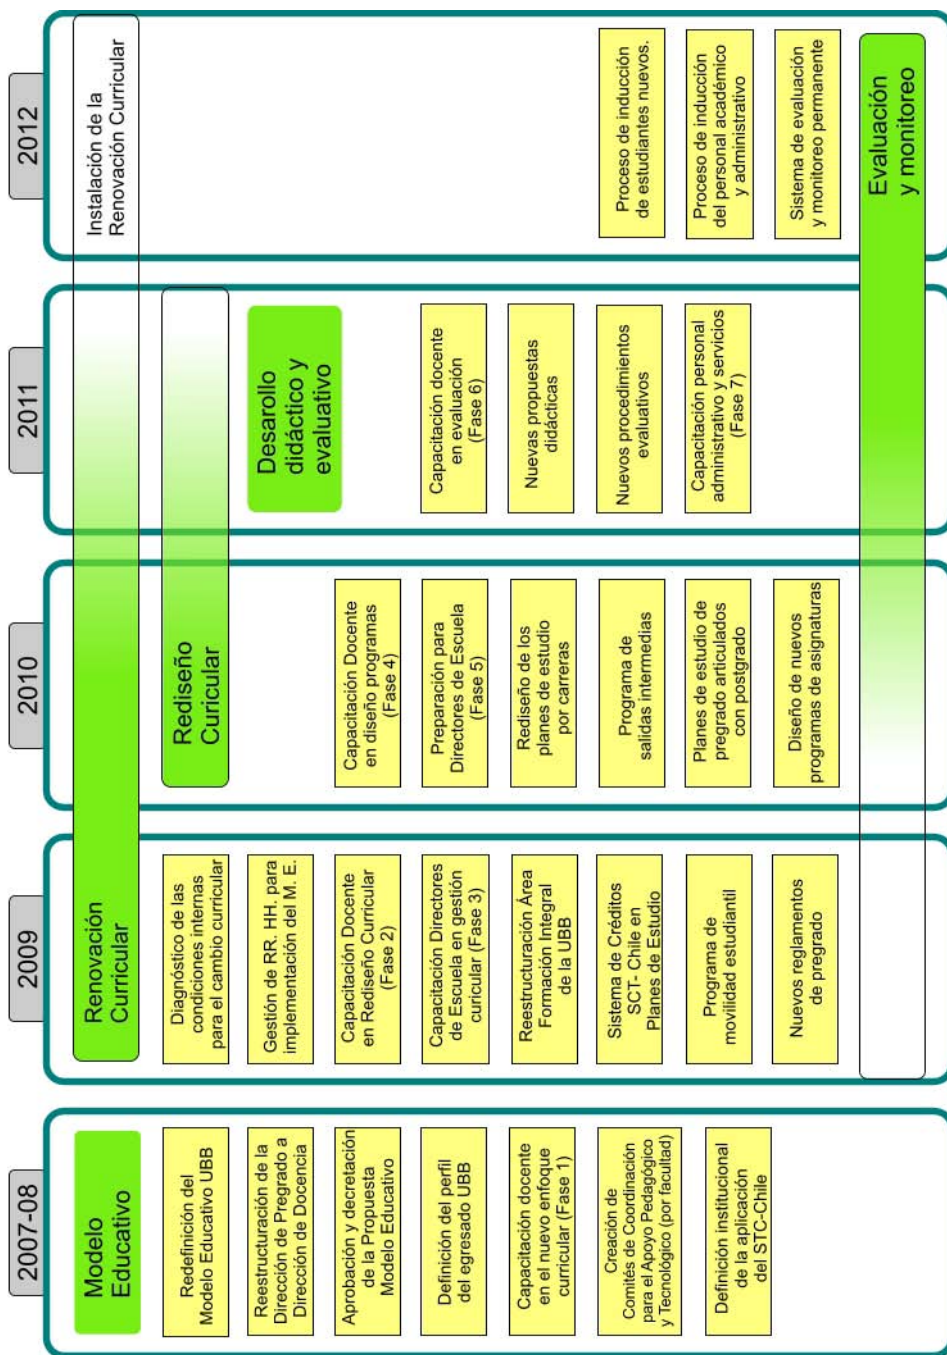 2007-08
Modelo
Educativo
Redefinición del
Modelo Educativo UBB
Reestructuración de la
Dirección de Pregrado a
Dirección de Docencia
Aprobación y decretación
de la Propuesta
Modelo Educativo
Definición del perfil
del egresado UBB
Capacitación docente
en el nuevo enfoque
curricular (Fase 1)
Creación de
Comités de Coordinación
para el Apoyo Pedagógico
y Tecnológico (por facultad)
Definición institucional
de la aplicación
del STC-Chile
2009
Renovación
Curricular
Diagnóstico de las
condiciones internas
para el cambio curricular
Gestión de RR. HH. para
implementación del M. E.
Capacitación Docente
en Rediseño Curricular
(Fase 2)
Capacitación Directores
de Escuela en gestión
curicular (Fase 3)
Reestructuración Área
Formación Integral
de la UBB
Sistema de Créditos
SCT- Chile en
Planes de Estudio
Programa de
movilidad estudiantil
Nuevos reglamentos
de pregrado
2010
Rediseño
Curicular
Capacitación Docente
en diseño programas
(Fase 4)
Preparación para
Directores de Escuela
(Fase 5)
Rediseño de los
planes de estudio
por carreras
Programa de
salidas intermedias
Planes de estudio de
pregrado articulados
con postgrado
Diseño de nuevos
programas de asignaturas
2011
Desarollo
didáctico y
evaluativo
Capacitación docente
en evaluación
(Fase 6)
Nuevas propuestas
didácticas
Nuevos procedimientos
evaluativos
Capacitación personal
administrativo y servicios
(Fase 7)
2012
Instalación de la
Renovación Curricular
Proceso de inducción
de estudiantes nuevos.
Proceso de inducción
del personal académico
y administrativo
Sistema de evaluación
y monitoreo permanente
Evaluación
y monitoreo